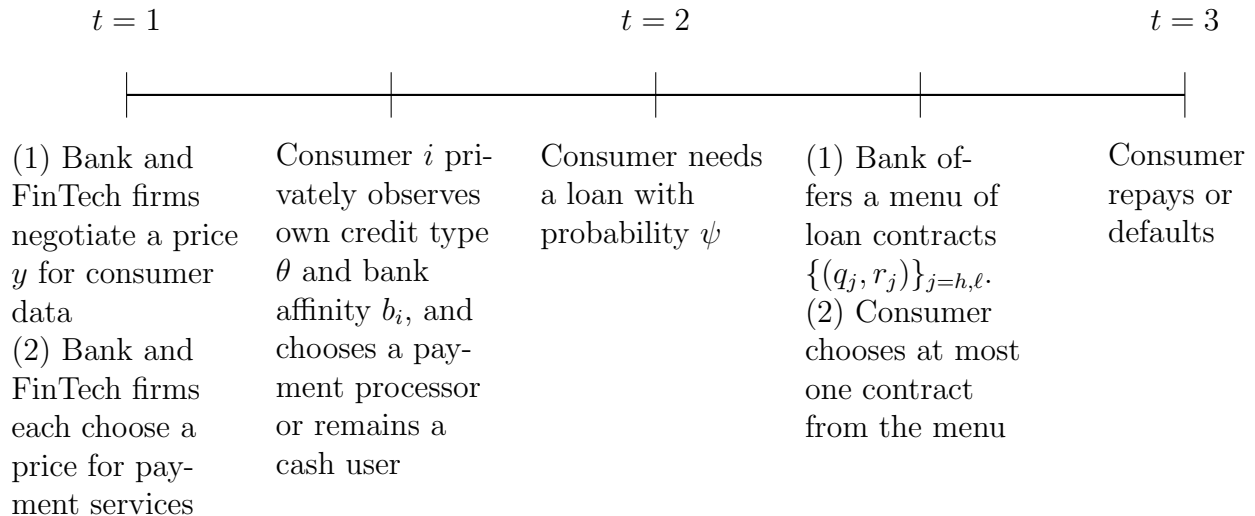 t = 1
t = 2
t = 3
(1) Bank and
FinTech firms
negotiate a price
y for consumer
data
(2) Bank and
FinTech firms
each choose a
price for pay-
ment services
Consumer i pri-
vately observes
own credit type
θ and bank
affinity b_i, and
chooses a pay-
ment processor
or remains a
cash user
Consumer needs
a loan with
probability ψ
(1) Bank of-
fers a menu of
loan contracts
{(q_j, r_j)}_{j=h,ℓ}.
(2) Consumer
chooses at most
one contract
from the menu
Consumer
repays or
defaults